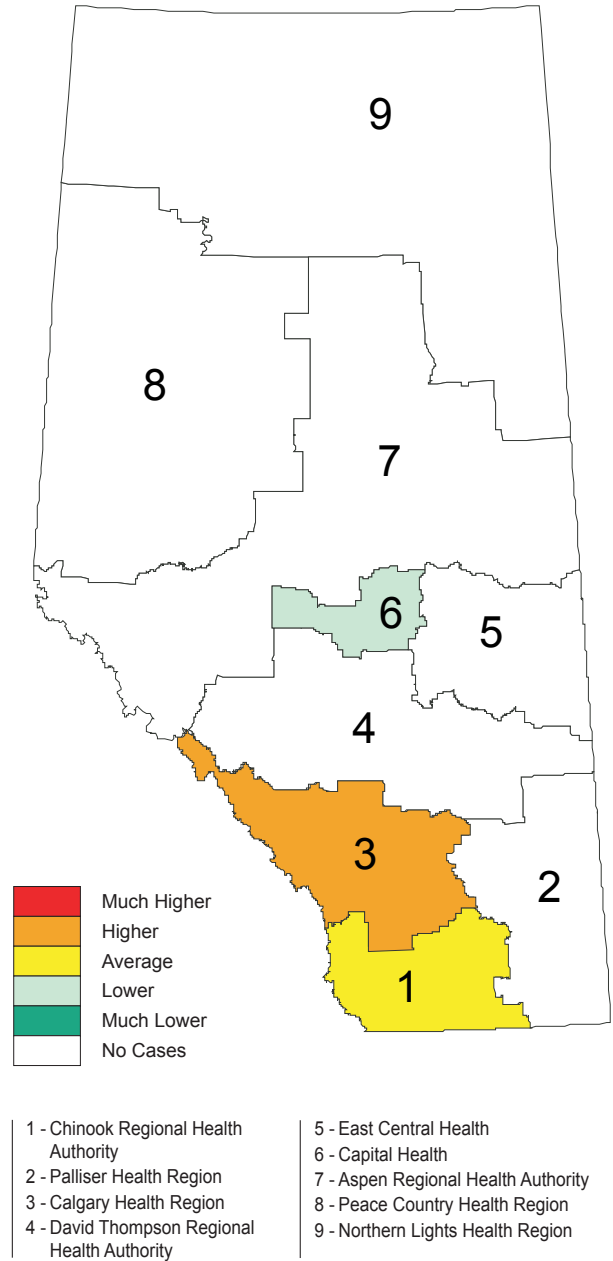 9
8
7
6
5
4
3
2
1
Much Higher
Higher
Average
Lower
Much Lower
No Cases
1 - Chinook Regional Health
Authority
2 - Palliser Health Region
3 - Calgary Health Region
4 - David Thompson Regional
Health Authority
5 - East Central Health
6 - Capital Health
7 - Aspen Regional Health Authority
8 - Peace Country Health Region
9 - Northern Lights Health Region